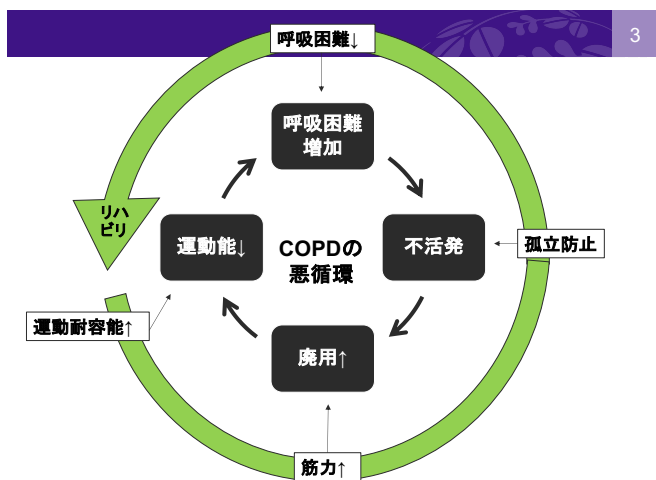 3
呼吸困難↓
呼吸困難
増加
リハ
ビリ
運動能↓
COPDの
悪循環
不活発
孤立防止
運動耐容能↑
廃用↑
筋力↑